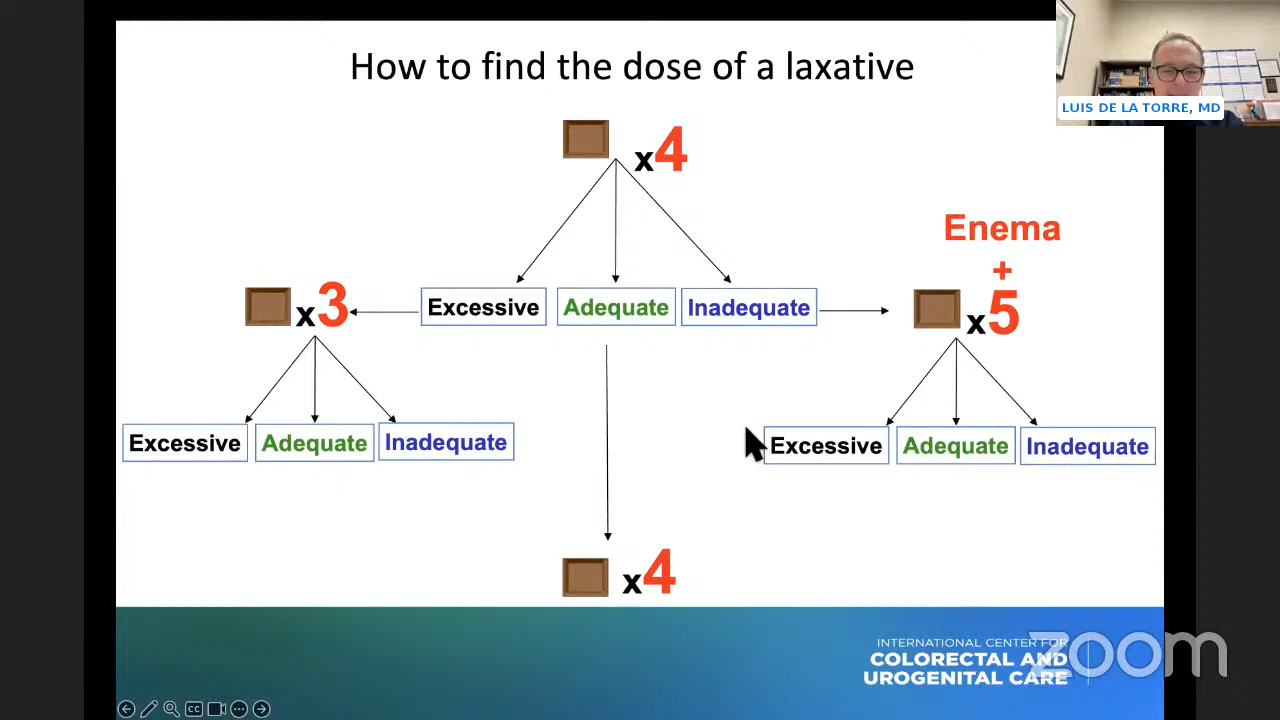 How to find the dose of a laxative
LUIS DE LA TORRE, MD
x4
Enema
+
x3
Excessive
Adequate
Inadequate
x5
Excessive
Adequate
Inadequate
Excessive
Adequate
Inadequate
x4
INTERNATIONAL CENTER FOR
COLORECTAL AND
UROGENITAL CARE
zoom
CC